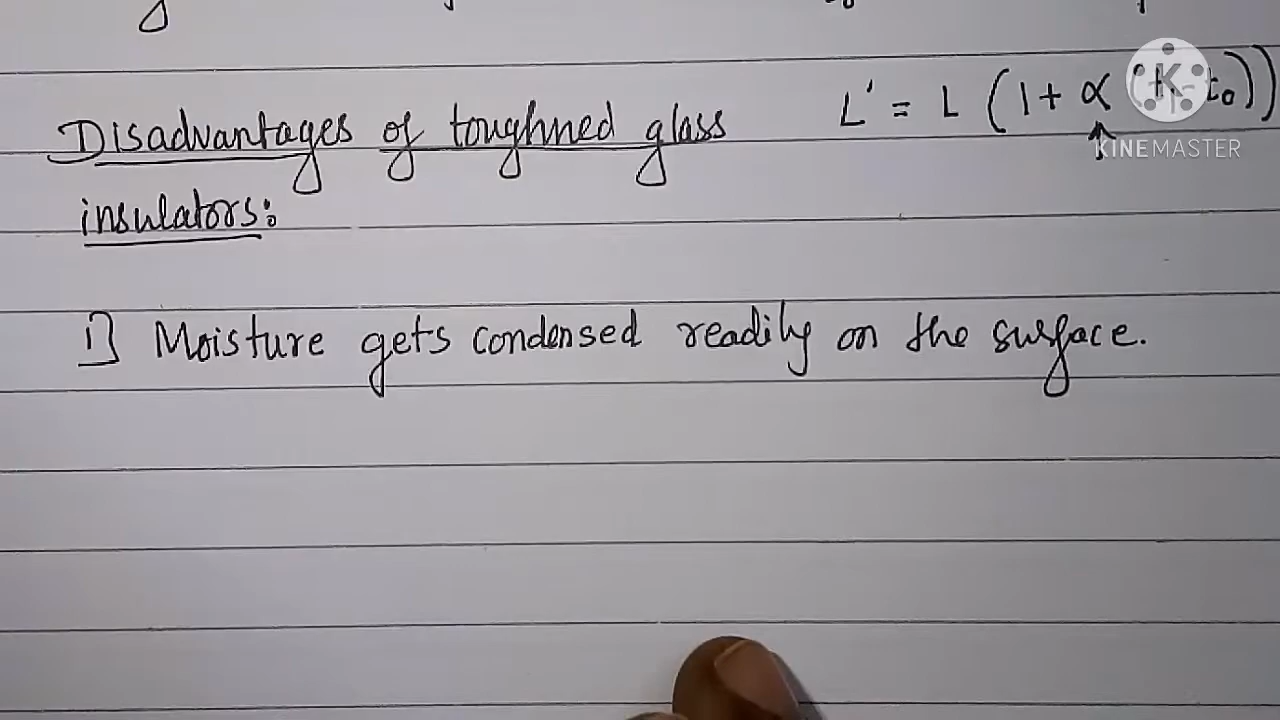 Disadvantages of toughned glass
L' = L (1 + α (t - t₀))
insulators:
1] Moisture gets condensed readily on the surface.
KINEMASTER